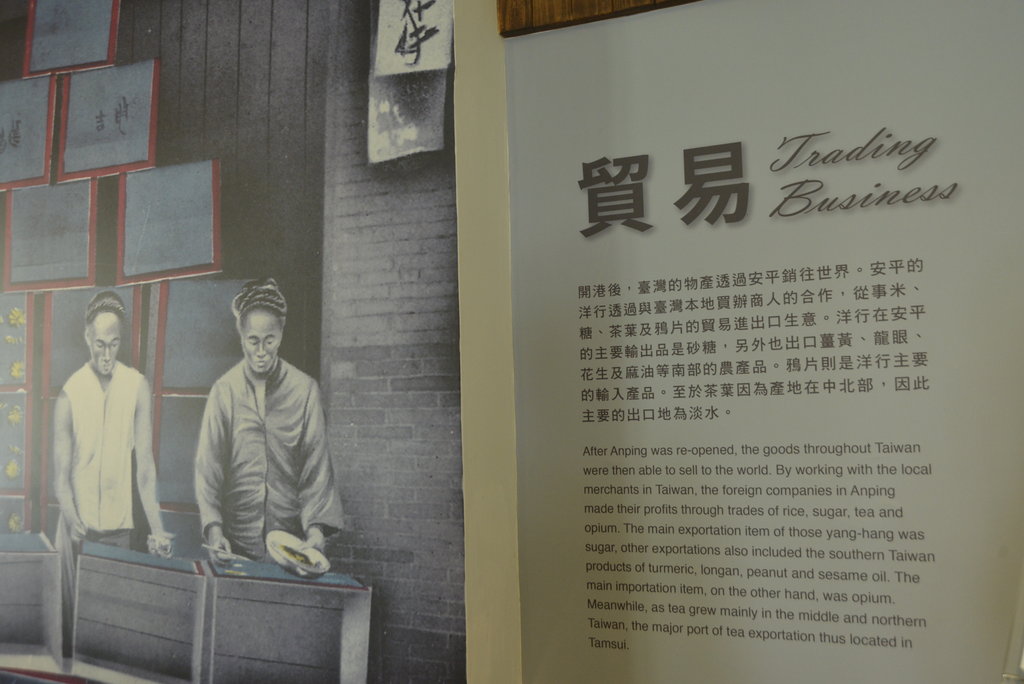 貿易 Trading
Business
開港後，臺灣的物產透過安平銷往世界。安平的
洋行透過與臺灣本地買辦商人的合作，從事米、
糖、茶葉及鴉片的貿易進出口生意。洋行在安平
的主要輸出品是砂糖，另外也出口薑黃、龍眼、
花生及麻油等南部的農產品。鴉片則是洋行主要
的輸入產品。至於茶葉因為產地在中北部，因此
主要的出口地為淡水。
After Anping was re-opened, the goods throughout Taiwan
were then able to sell to the world. By working with the local
merchants in Taiwan, the foreign companies in Anping
made their profits through trades of rice, sugar, tea and
opium. The main exportation item of those yang-hang was
sugar, other exportations also included the southern Taiwan
products of turmeric, longan, peanut and sesame oil. The
main importation item, on the other hand, was opium.
Meanwhile, as tea grew mainly in the middle and northern
Taiwan, the major port of tea exportation thus located in
Tamsui.